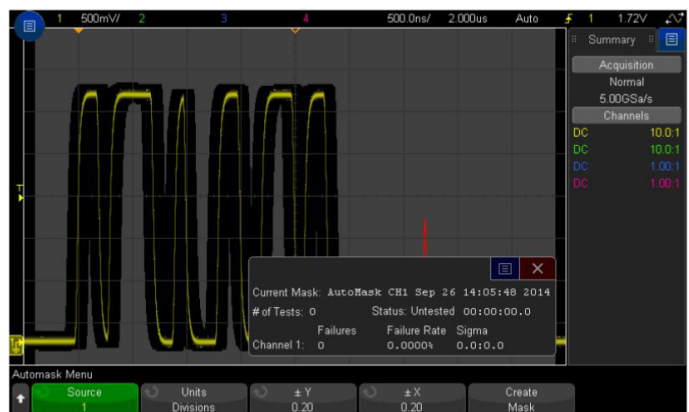 1 500mV/ 2 3 4 500.0ns/ 2.000us Auto 1 1.72V
Summary
Acquisition
Normal
5.00GSa/s
Channels
DC 10.0:1
DC 10.0:1
DC 1.00:1
DC 1.00:1
T
Current Mask: AutoMask CH1 Sep 26 14:05:48 2014
# of Tests: 0 Status: Untested 00:00:00.0
Failures Failure Rate Sigma
Channel 1: 0 0.0000% 0.0:0.0
Automask Menu
Source Units ± Y ± X Create
1 Divisions 0.20 0.20 Mask